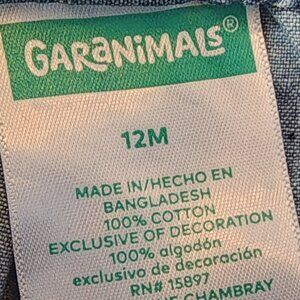 GARANiMALS®
12M
MADE IN/HECHO EN
BANGLADESH
100% COTTON
EXCLUSIVE OF DECORATION
100% algodón
exclusivo de decoración
RN# 15897
CHAMBRAY